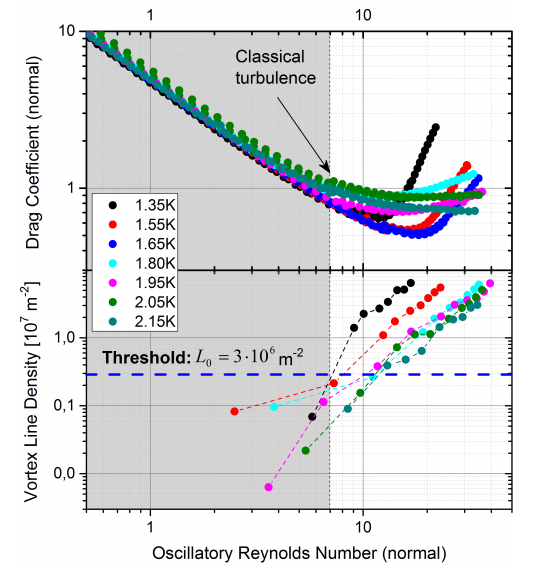 1
10
10
Classical
turbulence
Drag Coefficient (normal)
1
1.35K
1.55K
1.65K
1.80K
1.95K
2.05K
2.15K
Vortex Line Density [10⁷ m⁻²]
1,0
Threshold: L₀ = 3·10⁶ m⁻²
0,1
0,0
1
10
Oscillatory Reynolds Number (normal)